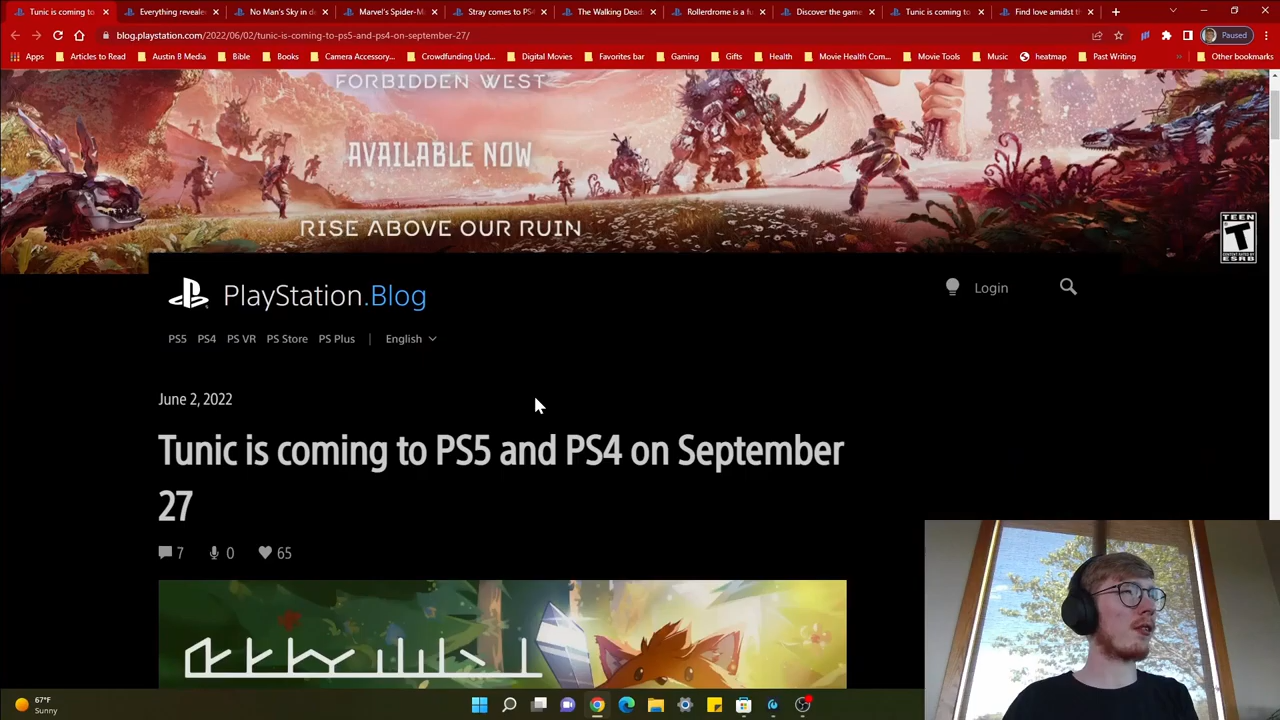 Tunic is coming to
Everything reveale
No Man's Sky in de
Marvel's Spider-M
Stray comes to PS
The Walking Dead
Rollerdrome is a fu
Discover the game
Tunic is coming to
Find love amidst th
blog.playstation.com/2022/06/02/tunic-is-coming-to-ps5-and-ps4-on-september-27/
Paused
Apps
Articles to Read
Austin B Media
Bible
Books
Camera Accessory...
Crowdfunding Upd...
Digital Movies
Favorites bar
Gaming
Gifts
Health
Movie Health Com...
Movie Tools
Music
heatmap
Past Writing
»
Other bookmarks
FORBIDDEN WEST
AVAILABLE NOW
RISE ABOVE OUR RUIN
TEEN
T
ESRB
PlayStation.Blog
Login
PS5 PS4 PS VR PS Store PS Plus | English
June 2, 2022
Tunic is coming to PS5 and PS4 on September
27
7 0 65
67°F
Sunny